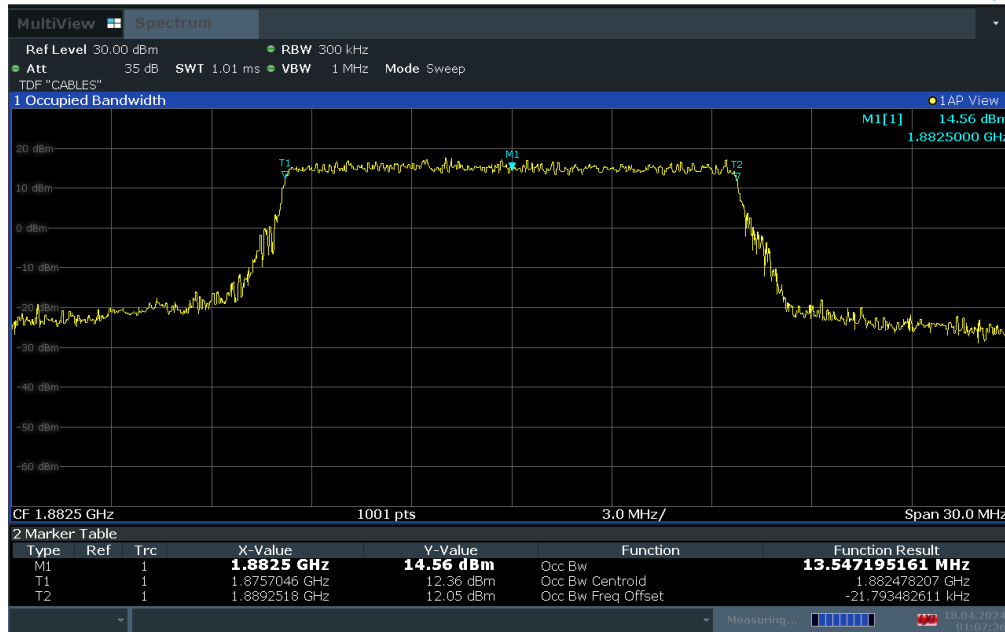 MultiView Spectrum
Ref Level 30.00 dBm RBW 300 kHz
Att 35 dB SWT 1.01 ms VBW 1 MHz Mode Sweep
TDF "CABLES"
1 Occupied Bandwidth 1AP View
M1[1] 14.56 dBm
1.8825000 GHz
20 dBm
M1
T1 T2
10 dBm
0 dBm
-10 dBm
-20 dBm
-30 dBm
-40 dBm
-50 dBm
-60 dBm
CF 1.8825 GHz 1001 pts 3.0 MHz/ Span 30.0 MHz
2 Marker Table
Type Ref Trc X-Value Y-Value Function Function Result
M1 1 1.8825 GHz 14.56 dBm Occ Bw 13.547195161 MHz
T1 1 1.8757046 GHz 12.36 dBm Occ Bw Centroid 1.882478207 GHz
T2 1 1.8892518 GHz 12.05 dBm Occ Bw Freq Offset -21.793482611 kHz
Measuring... 18.04.2024
01:07:36